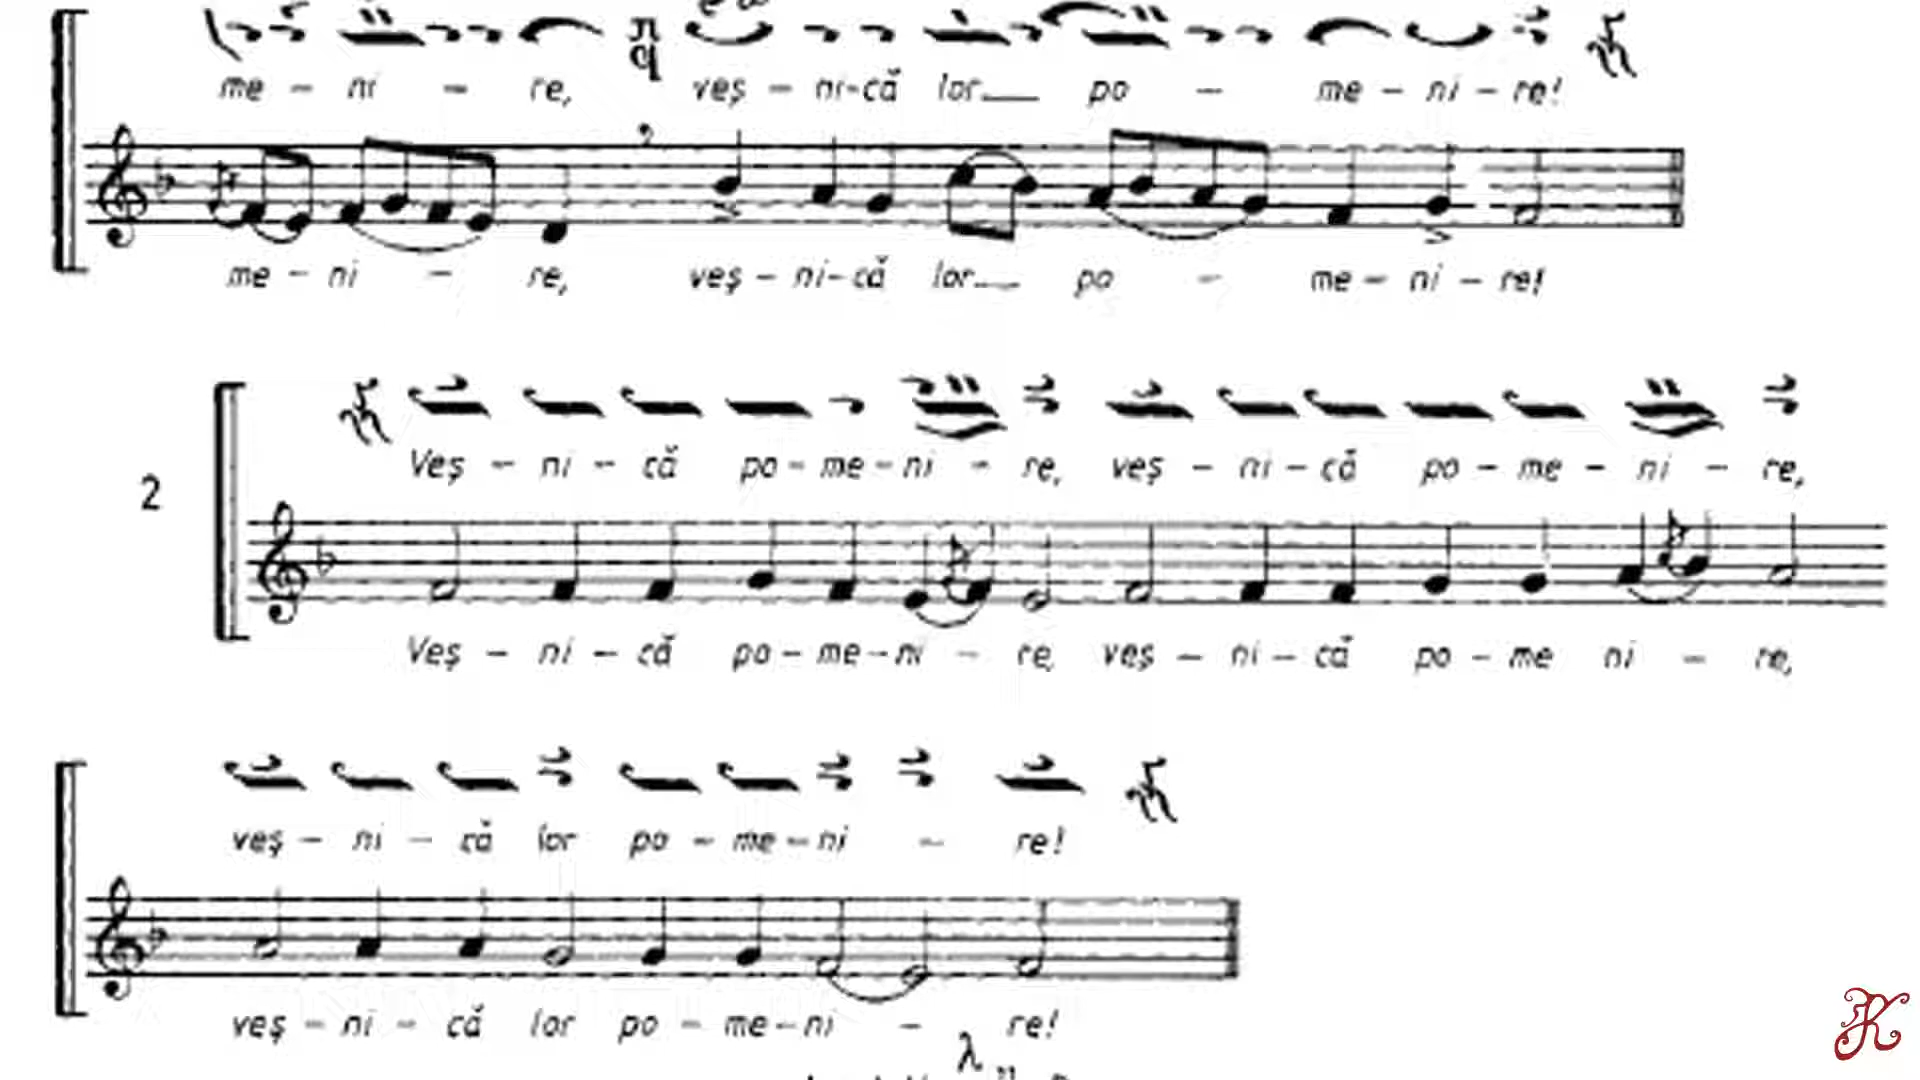 me – ni – re, veș – ni-că lor__ po – me – ni – re!
me – ni – re, veș – ni-că lor__ po – me – ni – re!
Veș – ni – că po – me – ni – re, veș – ni – că po – me – ni – re,
2
Veș – ni – că po – me – ni – re, veș – ni – că po – me ni – re,
veș – ni – că lor po – me – ni – re!
veș – ni – că lor po – me – ni – re!